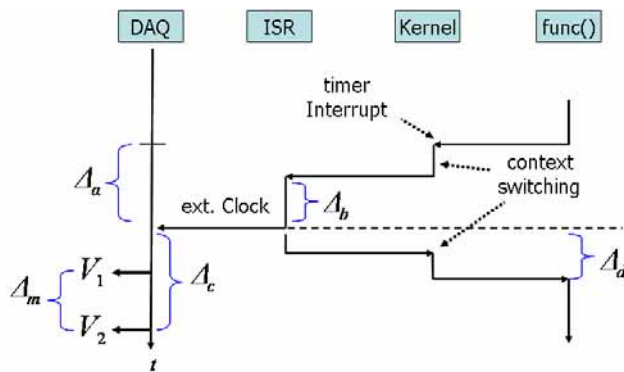 DAQ
ISR
Kernel
func()
timer
Interrupt
context
switching
Δa
ext. Clock
Δb
Δc
Δd
Δm
V1
V2
t